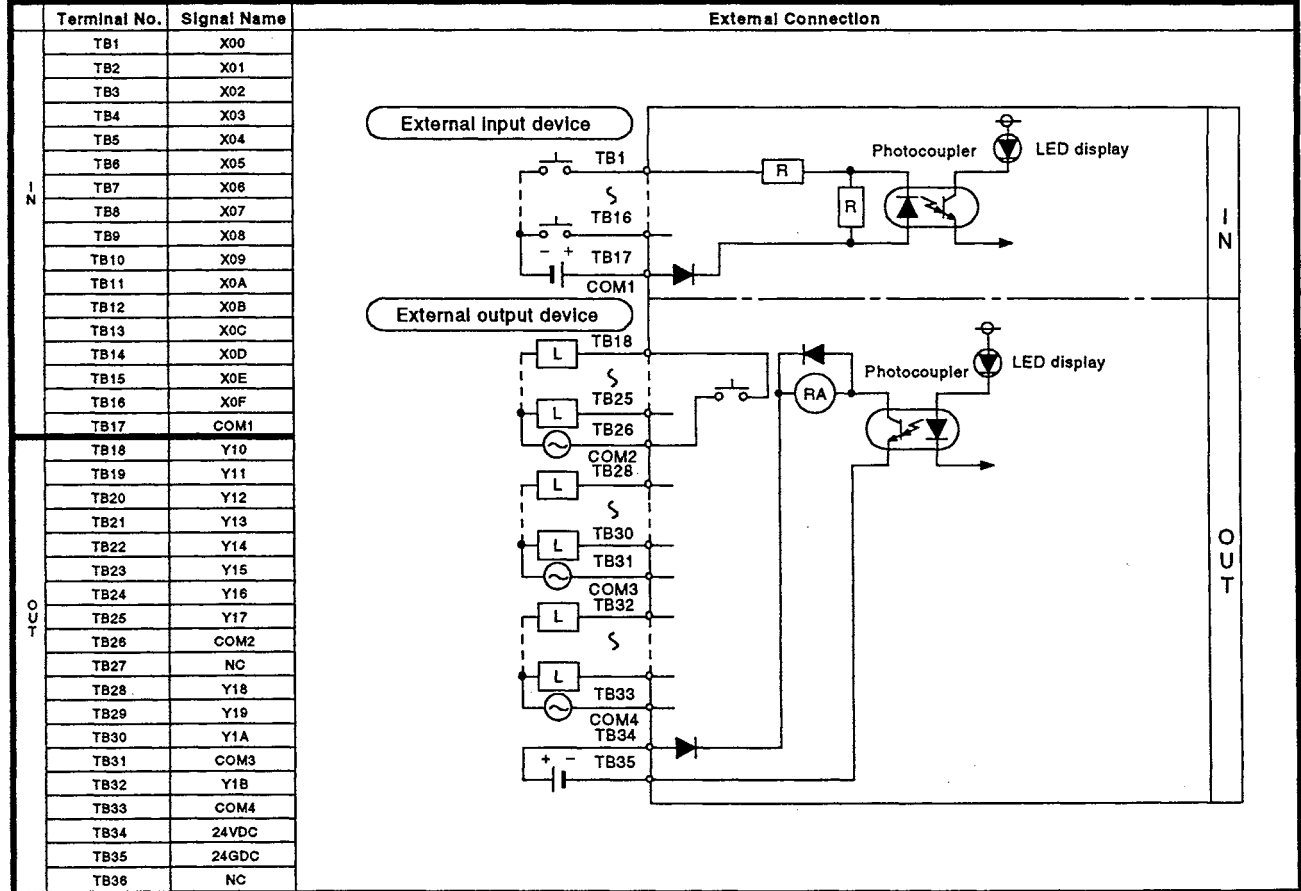 Terminal No. Signal Name External Connection
IN
TB1 X00
TB2 X01
TB3 X02
TB4 X03
TB5 X04
TB6 X05
TB7 X06
TB8 X07
TB9 X08
TB10 X09
TB11 X0A
TB12 X0B
TB13 X0C
TB14 X0D
TB15 X0E
TB16 X0F
TB17 COM1
OUT
TB18 Y10
TB19 Y11
TB20 Y12
TB21 Y13
TB22 Y14
TB23 Y15
TB24 Y16
TB25 Y17
TB26 COM2
TB27 NC
TB28 Y18
TB29 Y19
TB30 Y1A
TB31 COM3
TB32 Y1B
TB33 COM4
TB34 24VDC
TB35 24GDC
TB36 NC
External input device
TB1
R
R
Photocoupler
LED display
TB16
- +
TB17
COM1
IN
External output device
TB18
L
TB25
L
TB26
~
COM2
RA
Photocoupler
LED display
TB28
L
TB30
L
TB31
~
COM3
TB32
L
L
TB33
~
COM4
TB34
+ -
TB35
OUT